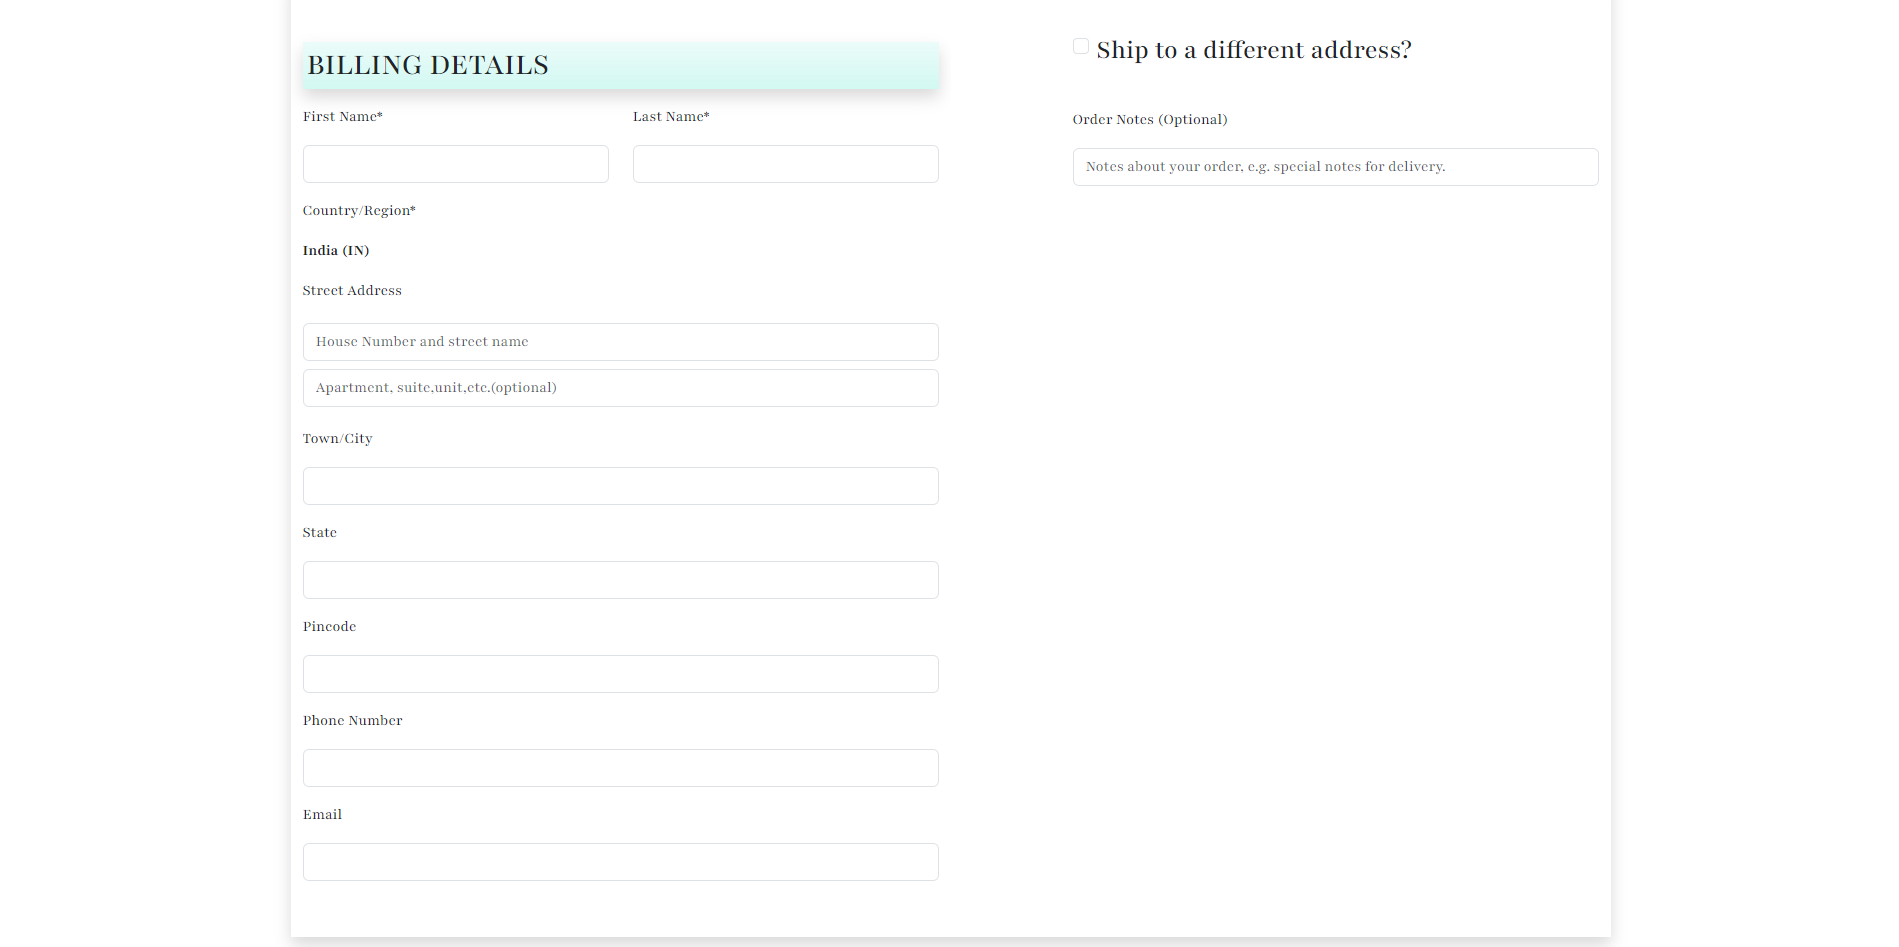 BILLING DETAILS
First Name*
Last Name*
Country/Region*
India (IN)
Street Address
House Number and street name
Apartment, suite,unit,etc.(optional)
Town/City
State
Pincode
Phone Number
Email
Ship to a different address?
Order Notes (Optional)
Notes about your order, e.g. special notes for delivery.